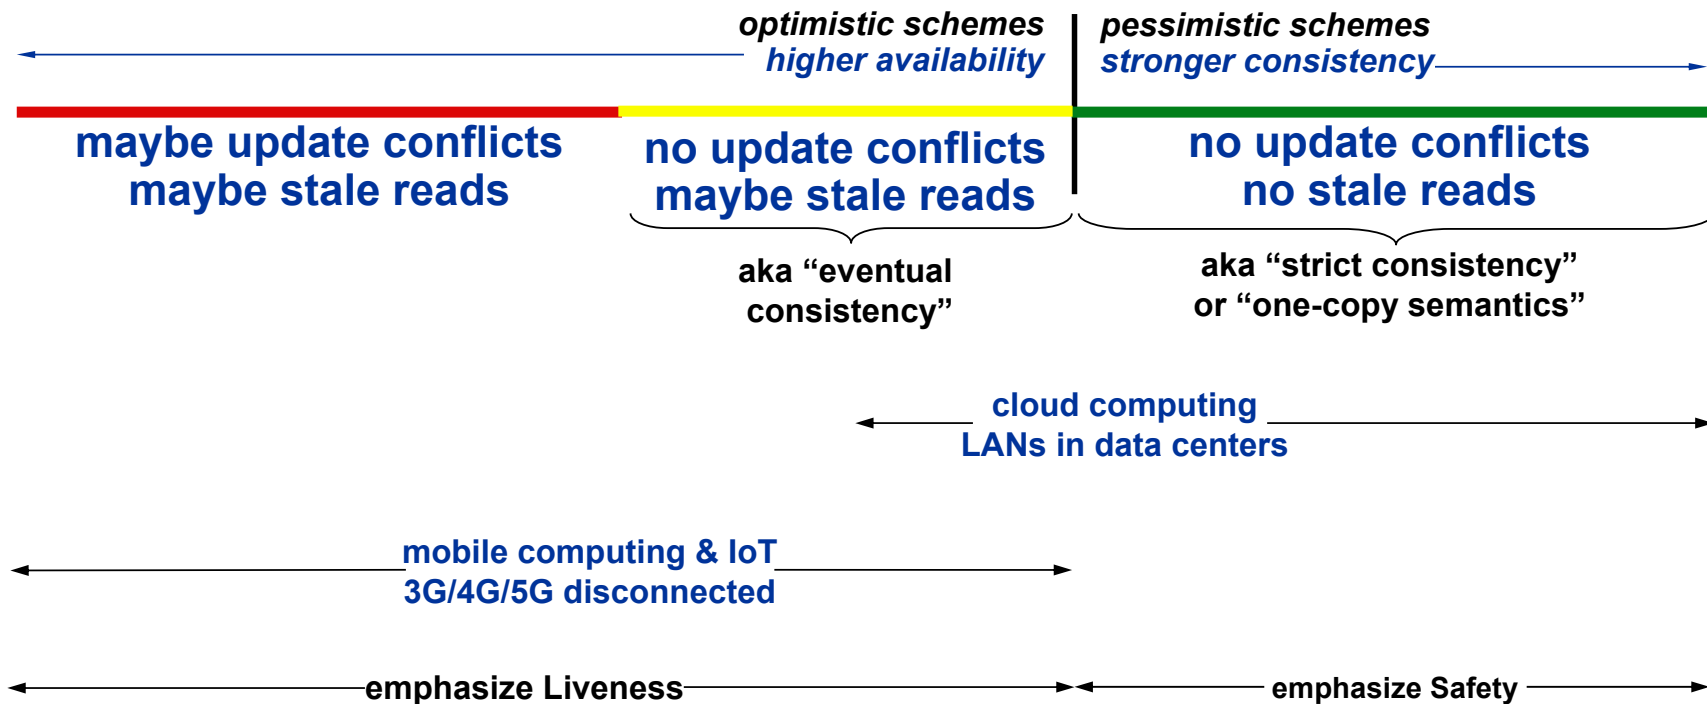 optimistic schemes
higher availability
pessimistic schemes
stronger consistency
maybe update conflicts
maybe stale reads
no update conflicts
maybe stale reads
no update conflicts
no stale reads
aka “eventual
consistency”
aka “strict consistency”
or “one-copy semantics”
cloud computing
LANs in data centers
mobile computing & IoT
3G/4G/5G disconnected
emphasize Liveness
emphasize Safety